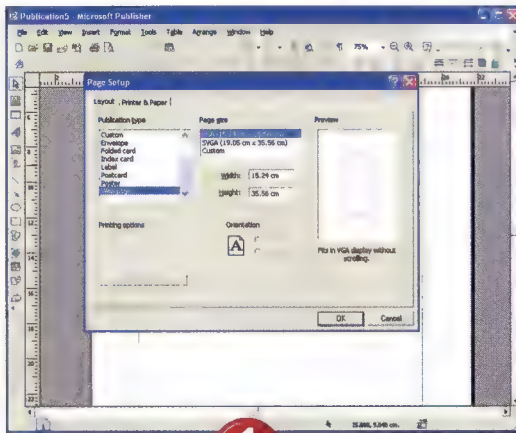 Publication5 - Microsoft Publisher
File Edit View Insert Format Tools Table Arrange Window Help
75%
Page Setup
Layout Printer & Paper
Publication type
Page size
Preview
Custom
Envelope
Folded card
Index card
Label
Postcard
Poster
SVGA (19.05 cm x 35.56 cm)
Custom
Width: 15.24 cm
Height: 35.56 cm
Printing options
Orientation
A
Fits in VGA display without
scrolling.
OK Cancel